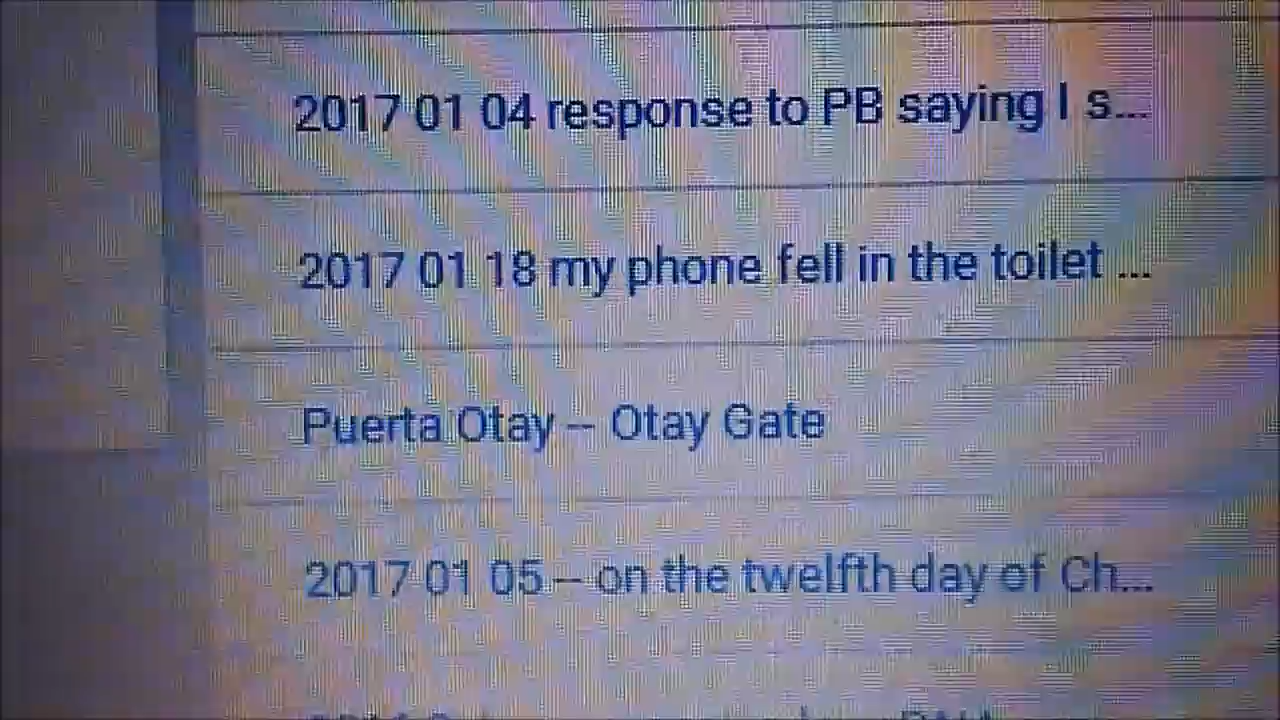 2017 01 04 response to PB saying I s...
2017 01 18 my phone fell in the toilet ...
Puerta Otay -- Otay Gate
2017 01 05 -- on the twelfth day of Ch...